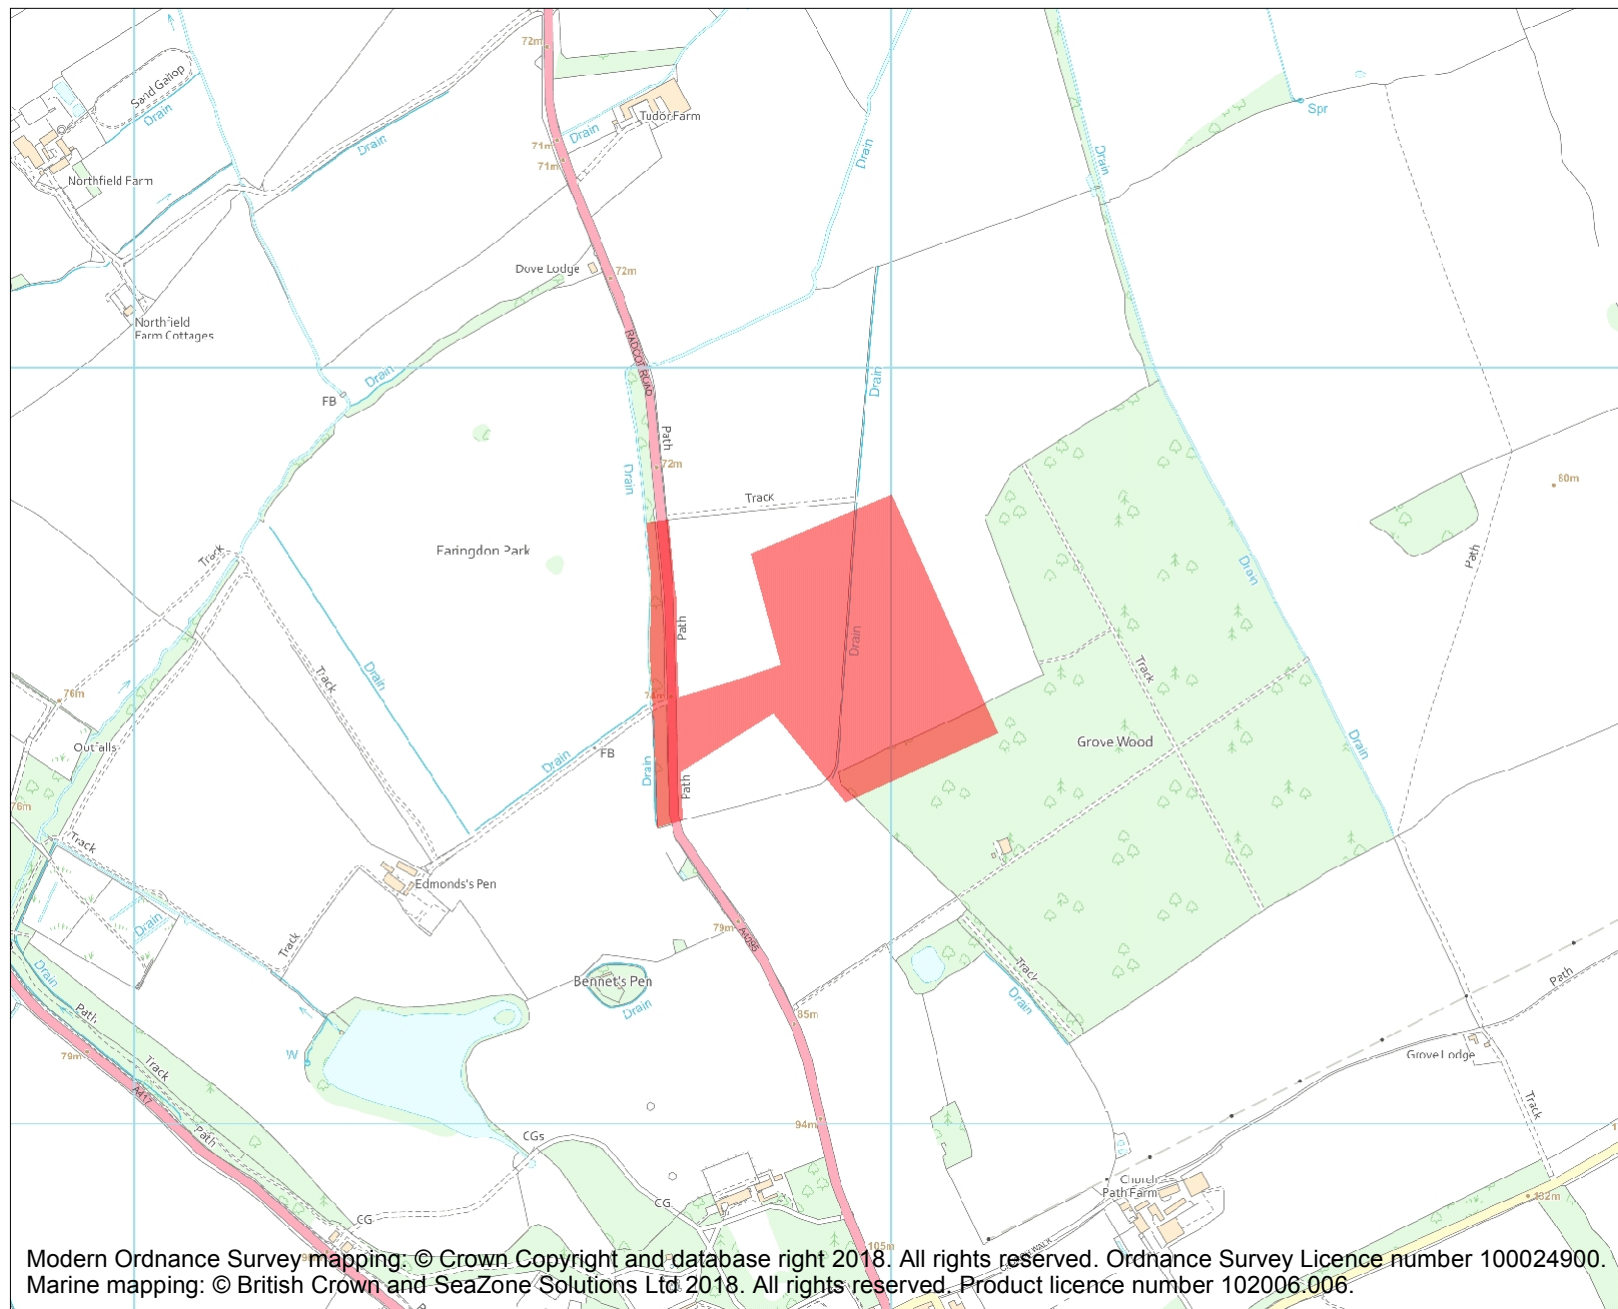 72m
Sand Gallop
Drain
Tudor Farm
Drain
Spr
71m
71m
Drain
Drain
Drain
Northfield Farm
Dove Lodge
72m
Northfield
Farm Cottages
RADCOT ROAD
Drain
Drain
FB
Path
72m
Drain
Track
80m
Faringdon Park
Track
Path
Drain
Path
Drain
Track
Drain
Track
76m
74m
Outfalls
FB
Drain
Drain
Path
Grove Wood
Drain
76m
Track
Edmonds's Pen
79m
A4095
Drain
Track
Bennet's Pen
Drain
Track
Drain
Path
Drain
Path
85m
W
79m
Track
Grove Lodge
A417
Path
Track
94m
CGs
CG
CG
Church
Path Farm
132m
105m
Modern Ordnance Survey mapping: © Crown Copyright and database right 2018. All rights reserved. Ordnance Survey Licence number 100024900.
Marine mapping: © British Crown and SeaZone Solutions Ltd 2018. All rights reserved. Product licence number 102006.006.